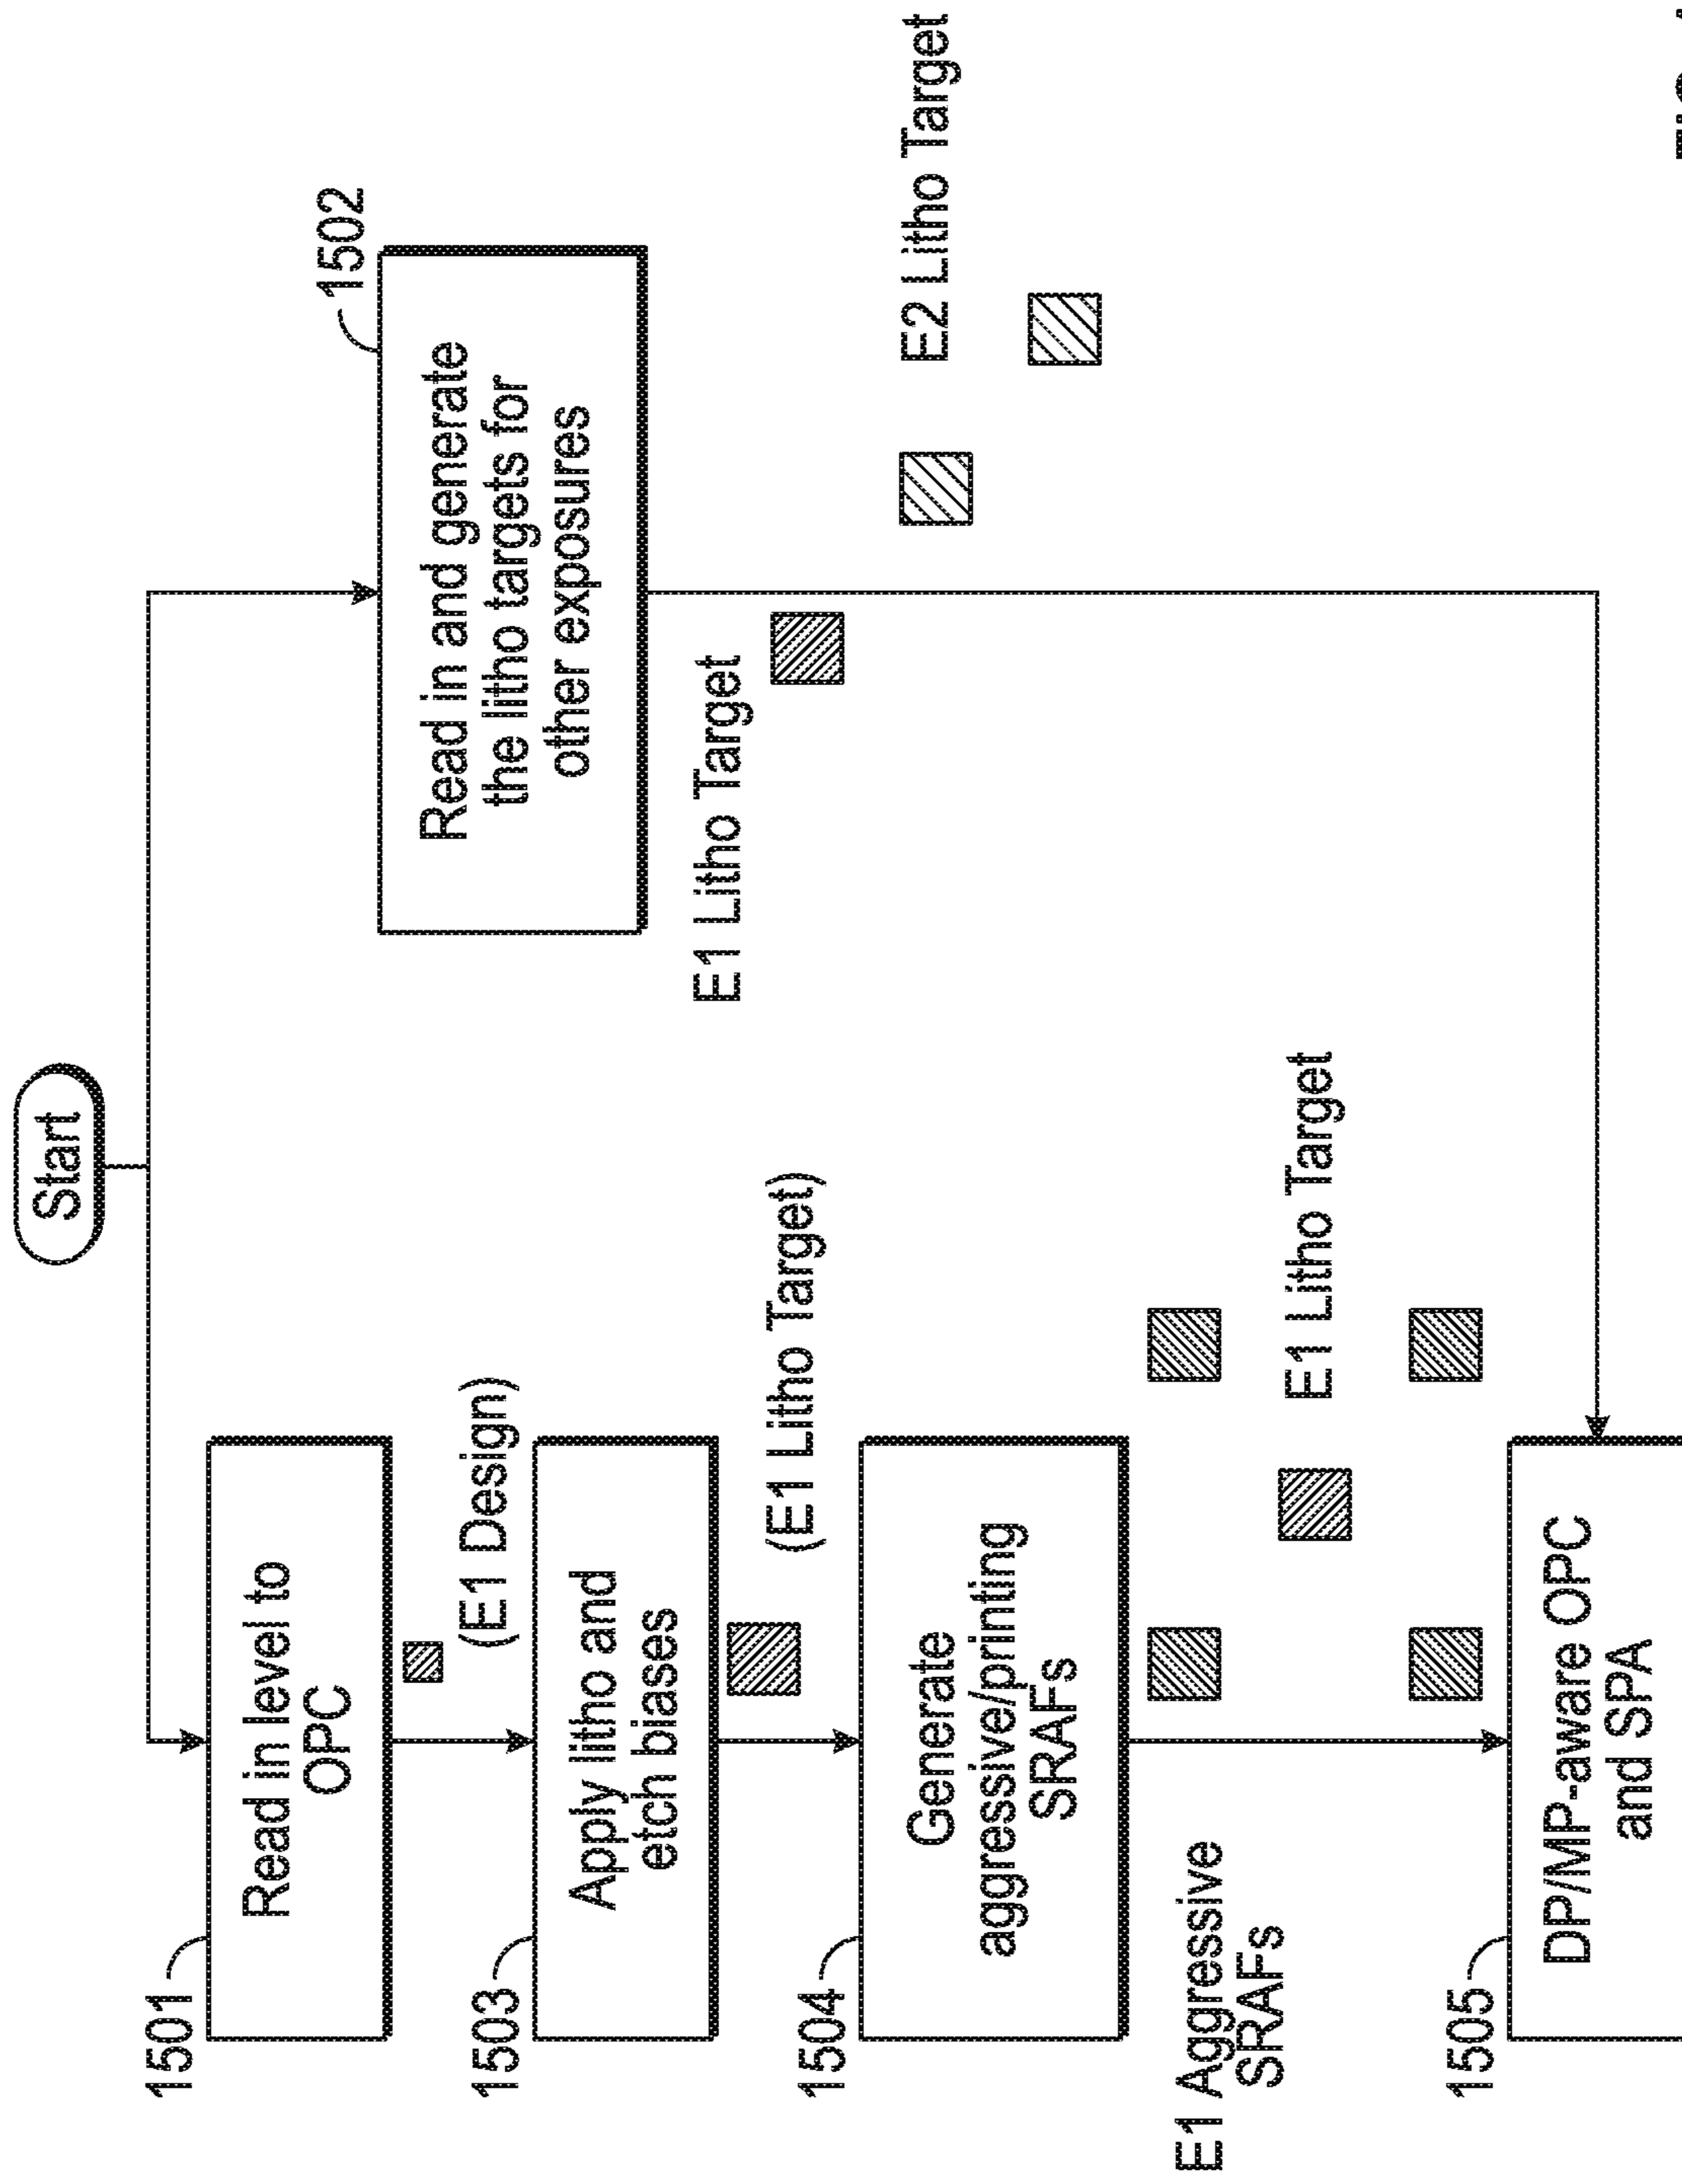 Start
1501
Read in level to
OPC
1502
Read in and generate
the litho targets for
other exposures
(E1 Design)
1503
Apply litho and
etch biases
E1 Litho Target
E2 Litho Target
(E1 Litho Target)
1504
Generate
aggressive/printing
SRAFs
E1 Aggressive
SRAFs
E1 Litho Target
1505
DP/MP-aware OPC
and SPA